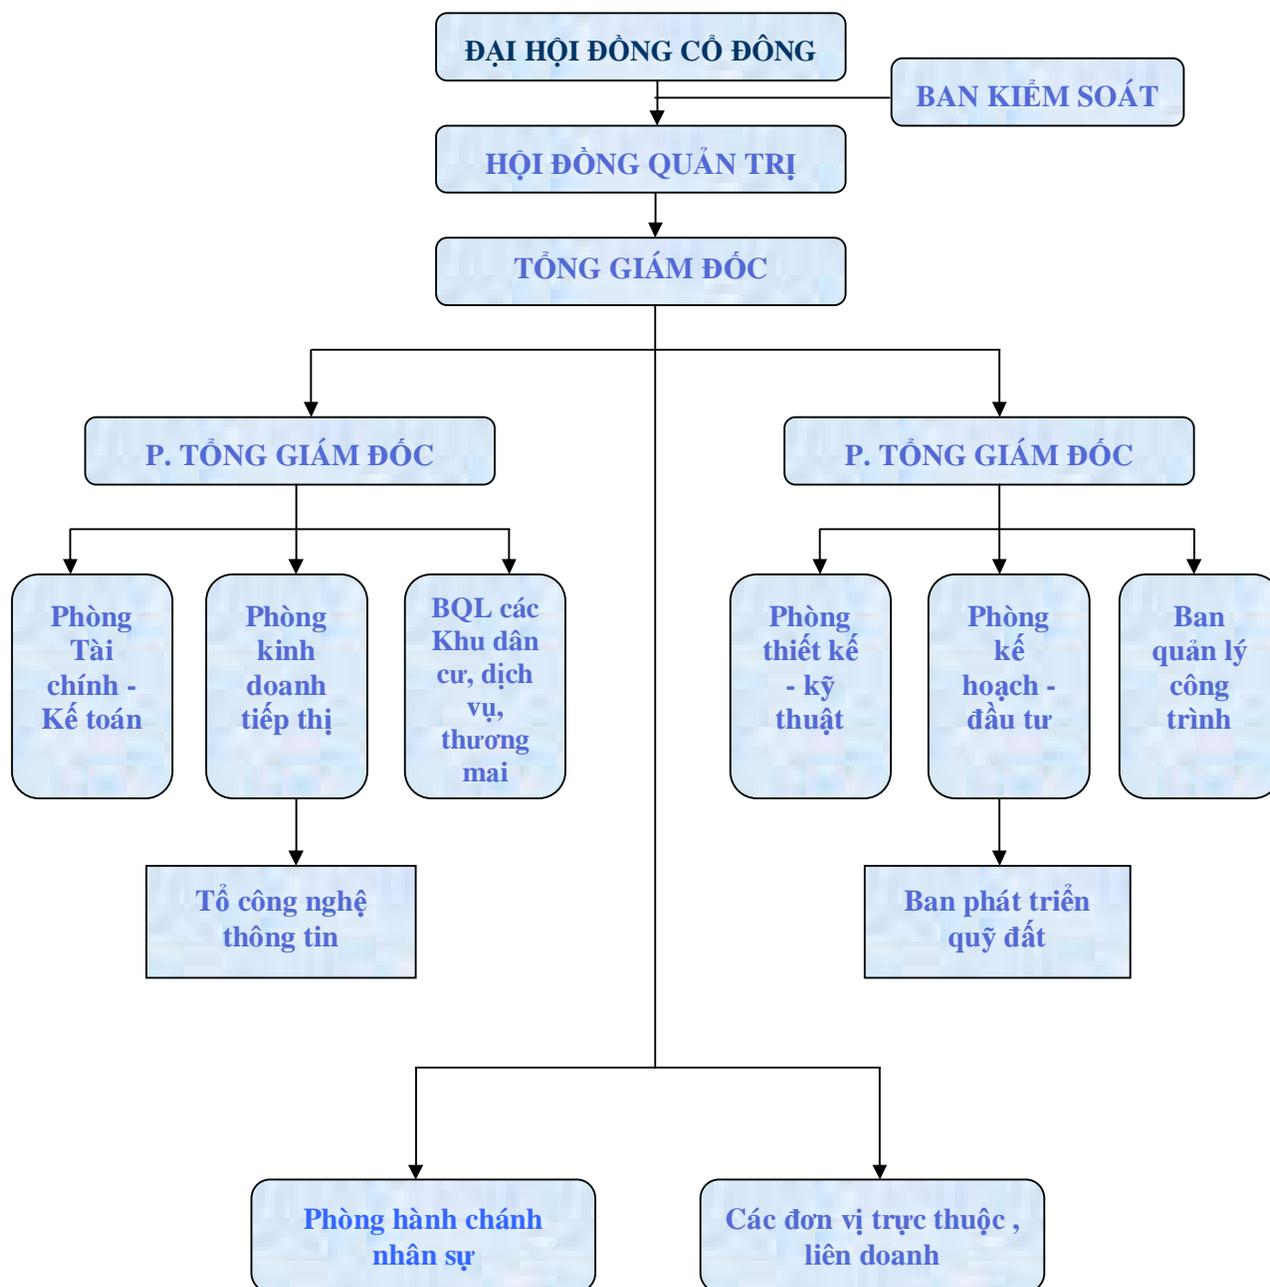 ĐẠI HỘI ĐỒNG CỔ ĐÔNG
BAN KIỂM SOÁT
HỘI ĐỒNG QUẢN TRỊ
TỔNG GIÁM ĐỐC
P. TỔNG GIÁM ĐỐC
P. TỔNG GIÁM ĐỐC
Phòng
Tài
chính -
Kế toán
Phòng
kinh
doanh
tiếp thị
BQL các
Khu dân
cư, dịch
vụ,
thương
mai
Phòng
thiết kế
- kỹ
thuật
Phòng
kế
hoạch -
đầu tư
Ban
quản lý
công
trình
Tổ công nghệ
thông tin
Ban phát triển
quỹ đất
Phòng hành chánh
nhân sự
Các đơn vị trực thuộc ,
liên doanh